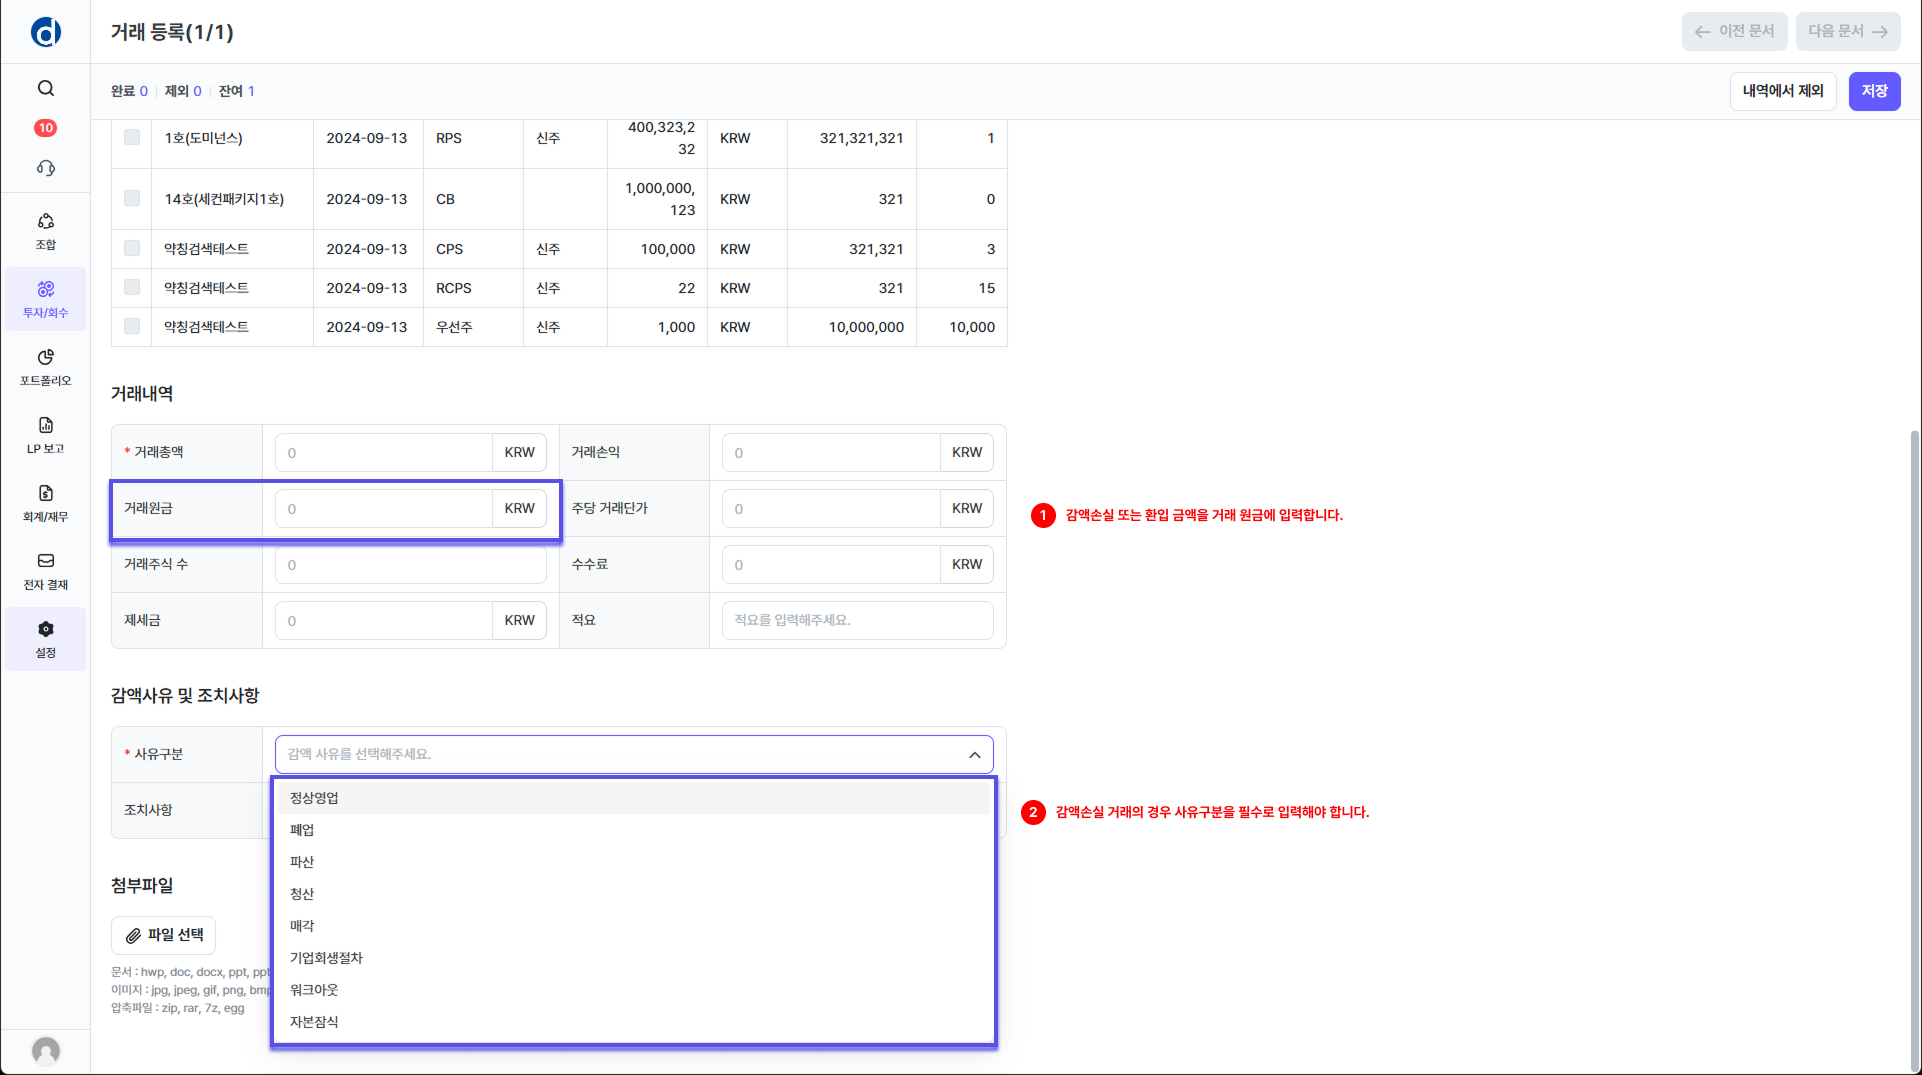 거래 등록(1/1)
이전 문서
다음 문서
완료 0
제외 0
잔여 1
내역에서 제외
저장
10
조합
투자/회수
포트폴리오
LP 보고
회계/재무
전자 결재
설정
1호(도미넌스) 2024-09-13 RPS 신주 400,323,2 KRW 321,321,321 1
32
14호(세컨패키지1호) 2024-09-13 CB 1,000,000, KRW 321 0
123
약칭검색테스트 2024-09-13 CPS 신주 100,000 KRW 321,321 3
약칭검색테스트 2024-09-13 RCPS 신주 22 KRW 321 15
약칭검색테스트 2024-09-13 우선주 신주 1,000 KRW 10,000,000 10,000
거래내역
* 거래총액 0 KRW 거래손익 0 KRW
거래원금 0 KRW 주당 거래단가 0 KRW
1 감액손실 또는 환입 금액을 거래 원금에 입력합니다.
거래주식 수 0 수수료 0 KRW
제세금 0 KRW 적요 적요를 입력해주세요.
감액사유 및 조치사항
* 사유구분 감액 사유를 선택해주세요.
조치사항
정상영업
폐업
파산
청산
매각
기업회생절차
워크아웃
자본잠식
2 감액손실 거래의 경우 사유구분을 필수로 입력해야 합니다.
첨부파일
파일 선택
문서 : hwp, doc, docx, ppt, ppt
이미지 : jpg, jpeg, gif, png, bmp
압축파일 : zip, rar, 7z, egg